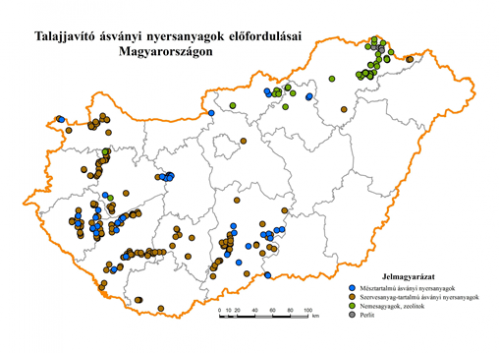 Talajjavító ásványi nyersanyagok előfordulásai
Magyarországon
Jelmagyarázat
Mésztartalmú ásványi nyersanyagok
Szervesanyag-tartalmú ásványi nyersanyagok
Nemesagyagok, zeolitok
Perlit
0 10 20 40 60 80 100
km